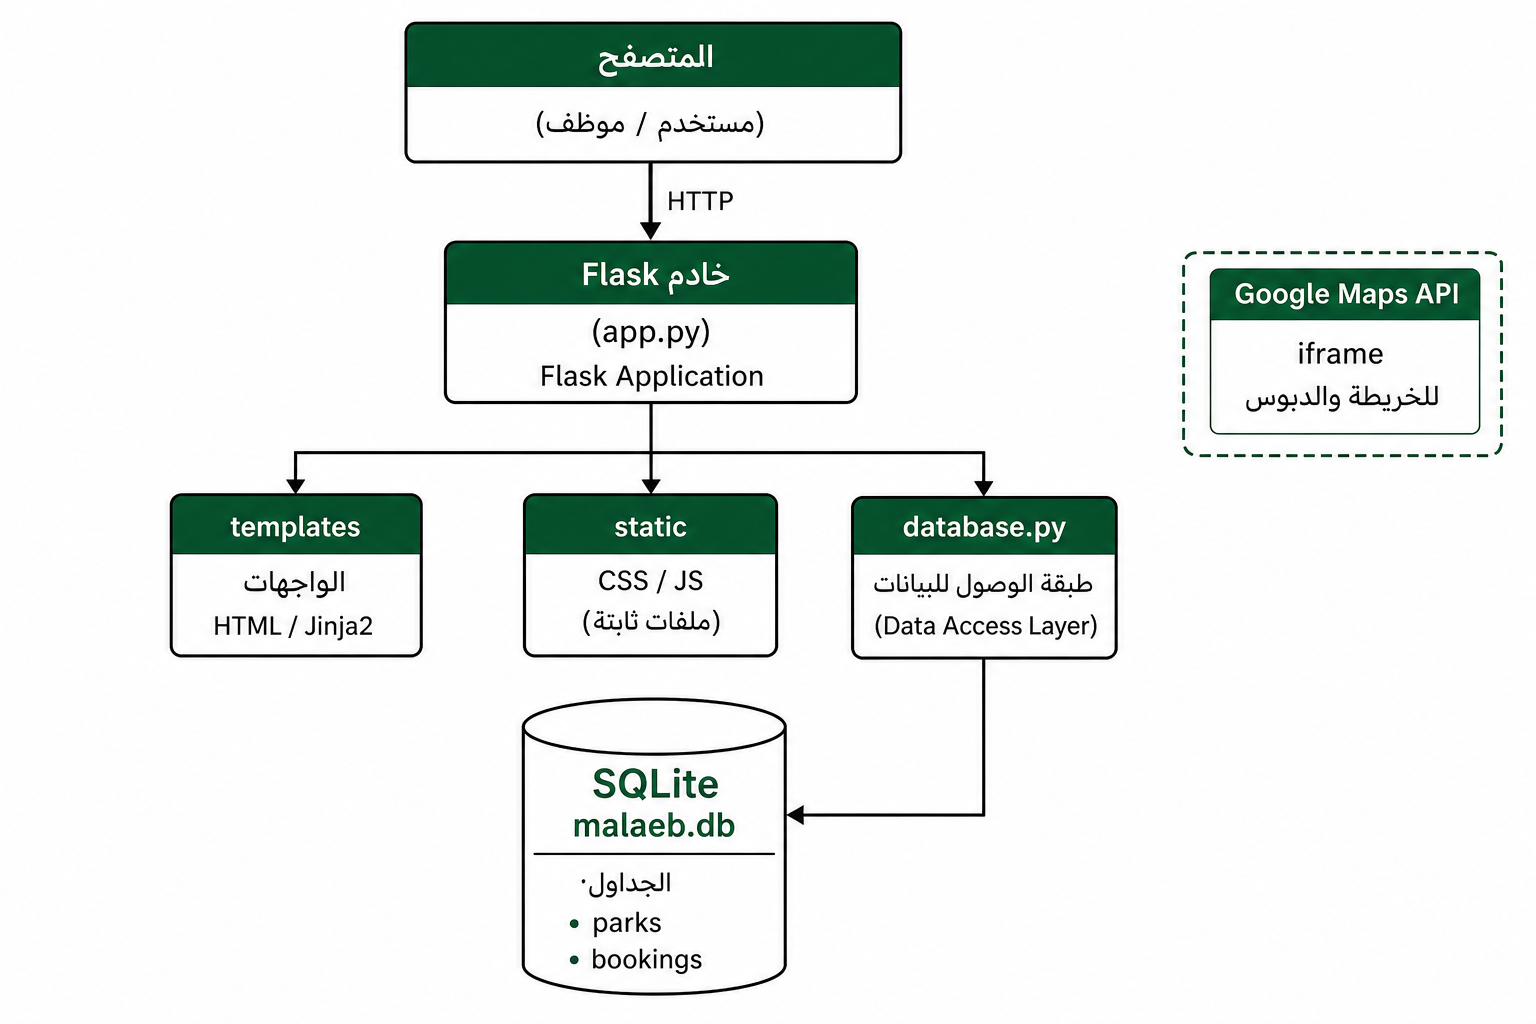 المتصفح
(مستخدم / موظف)
HTTP
خادم Flask
(app.py)
Flask Application
Google Maps API
iframe
للخريطة والدبوس
templates
الواجهات
HTML / Jinja2
static
CSS / JS
(ملفات ثابتة)
database.py
طبقة الوصول للبيانات
(Data Access Layer)
SQLite
malaeb.db
الجداول·
• parks
• bookings